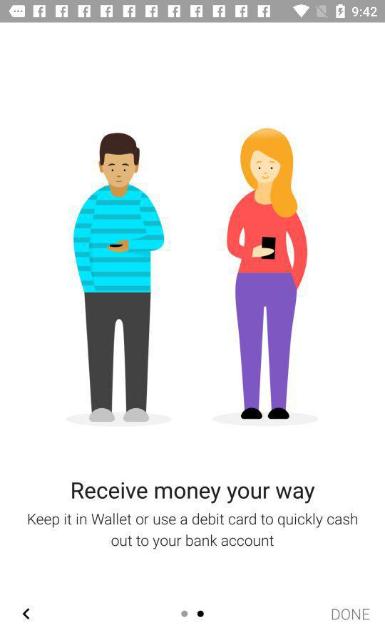 9:42
Receive money your way
Keep it in Wallet or use a debit card to quickly cash
out to your bank account
DONE